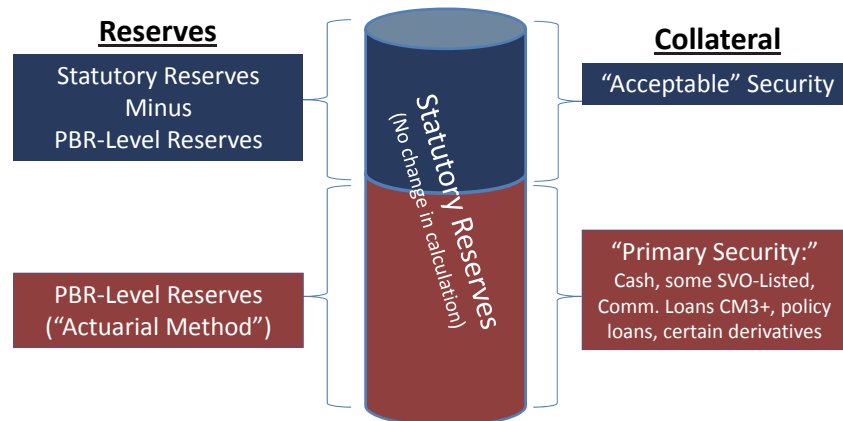 Reserves
Statutory Reserves
Minus
PBR-Level Reserves
PBR-Level Reserves
(“Actuarial Method”)
Statutory Reserves
(No change in calculation)
Collateral
“Acceptable” Security
“Primary Security:”
Cash, some SVO-Listed,
Comm. Loans CM3+, policy
loans, certain derivatives